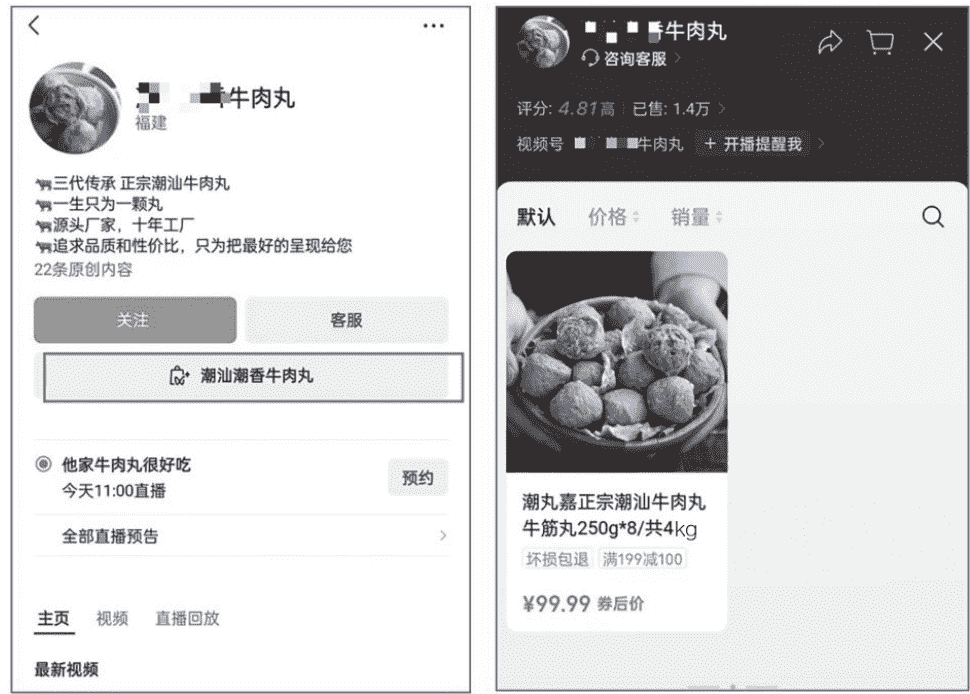 牛肉丸
福建
三代传承 正宗潮汕牛肉丸
一生只为一颗丸
源头厂家，十年工厂
追求品质和性价比，只为把最好的呈现给您
22条原创内容
关注
客服
潮汕潮香牛肉丸
他家牛肉丸很好吃
今天11:00直播
预约
全部直播预告
主页 视频 直播回放
最新视频
香牛肉丸
咨询客服
评分: 4.81高 已售: 1.4万
视频号 牛肉丸 + 开播提醒我
默认 价格 销量
潮丸嘉正宗潮汕牛肉丸
牛筋丸250g*8/共4kg
坏损包退 满199减100
¥99.99 券后价